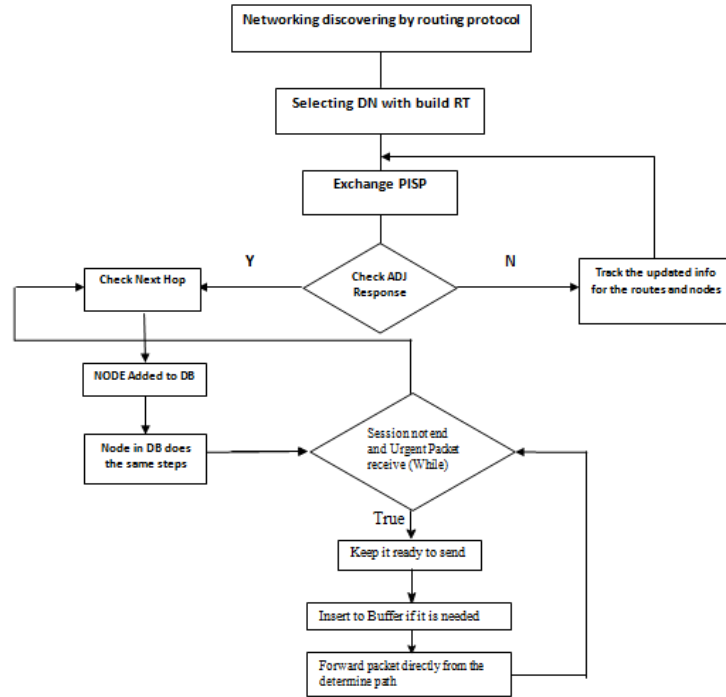 Networking discovering by routing protocol
Selecting DN with build RT
Exchange PISP
Y
N
Check ADJ
Response
Check Next Hop
Track the updated info
for the routes and nodes
NODE Added to DB
Node in DB does
the same steps
Session not end
and Urgent Packet
receive (While)
True
Keep it ready to send
Insert to Buffer if it is needed
Forward packet directly from the
determine path